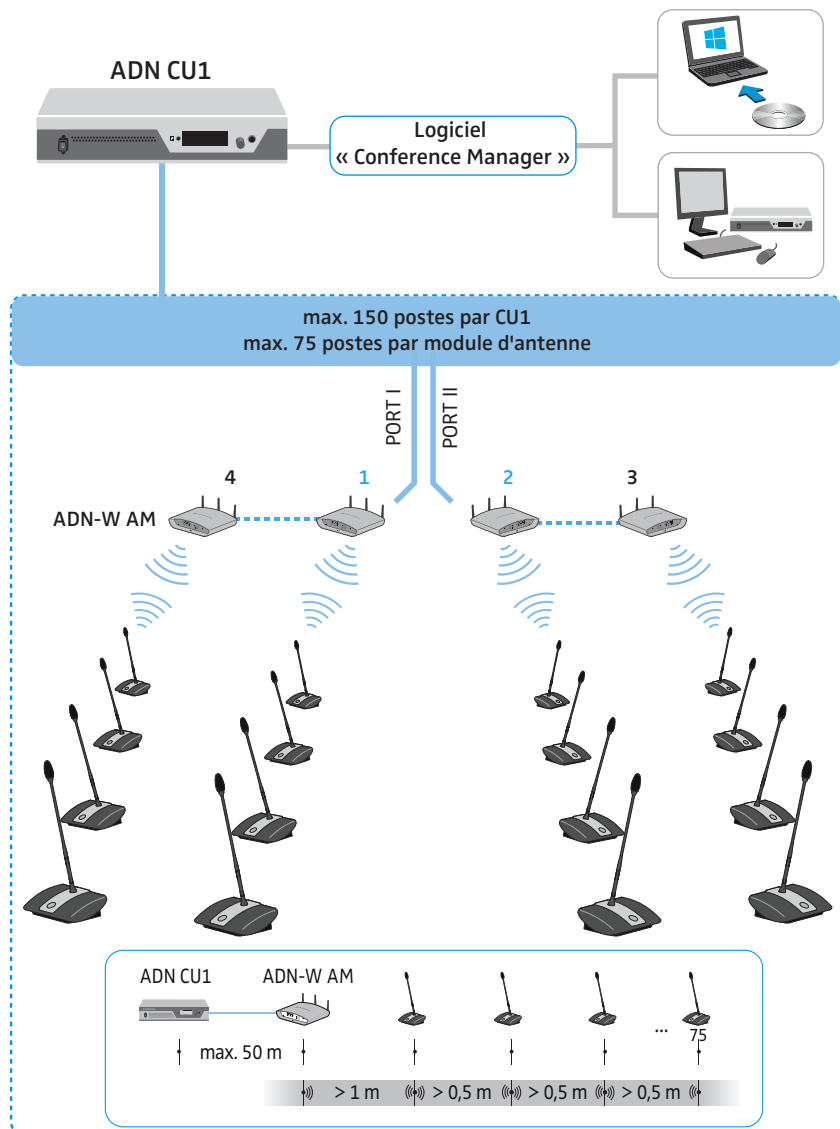 ADN CU1
Logiciel
« Conference Manager »
max. 150 postes par CU1
max. 75 postes par module d'antenne
PORT I
PORT II
4
1
2
3
ADN-W AM
ADN CU1
ADN-W AM
...
75
max. 50 m
> 1 m
> 0,5 m
> 0,5 m
> 0,5 m